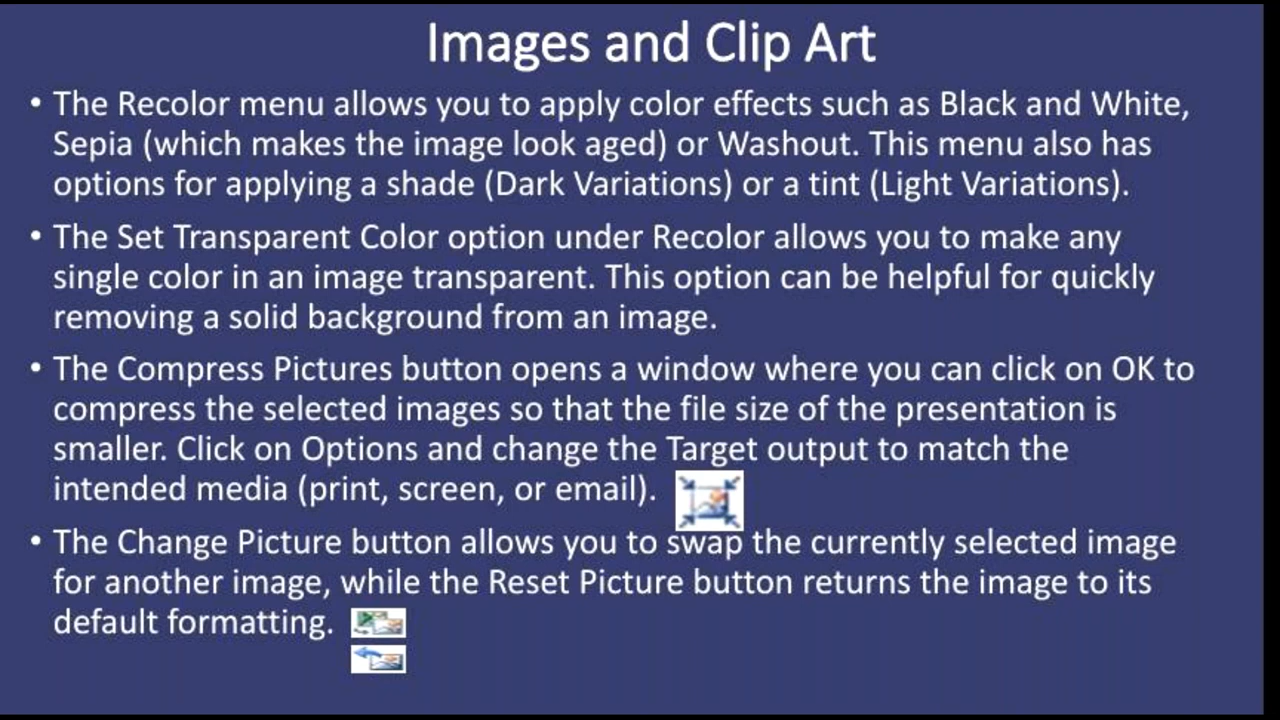 Images and Clip Art
• The Recolor menu allows you to apply color effects such as Black and White,
Sepia (which makes the image look aged) or Washout. This menu also has
options for applying a shade (Dark Variations) or a tint (Light Variations).
• The Set Transparent Color option under Recolor allows you to make any
single color in an image transparent. This option can be helpful for quickly
removing a solid background from an image.
• The Compress Pictures button opens a window where you can click on OK to
compress the selected images so that the file size of the presentation is
smaller. Click on Options and change the Target output to match the
intended media (print, screen, or email).
• The Change Picture button allows you to swap the currently selected image
for another image, while the Reset Picture button returns the image to its
default formatting.